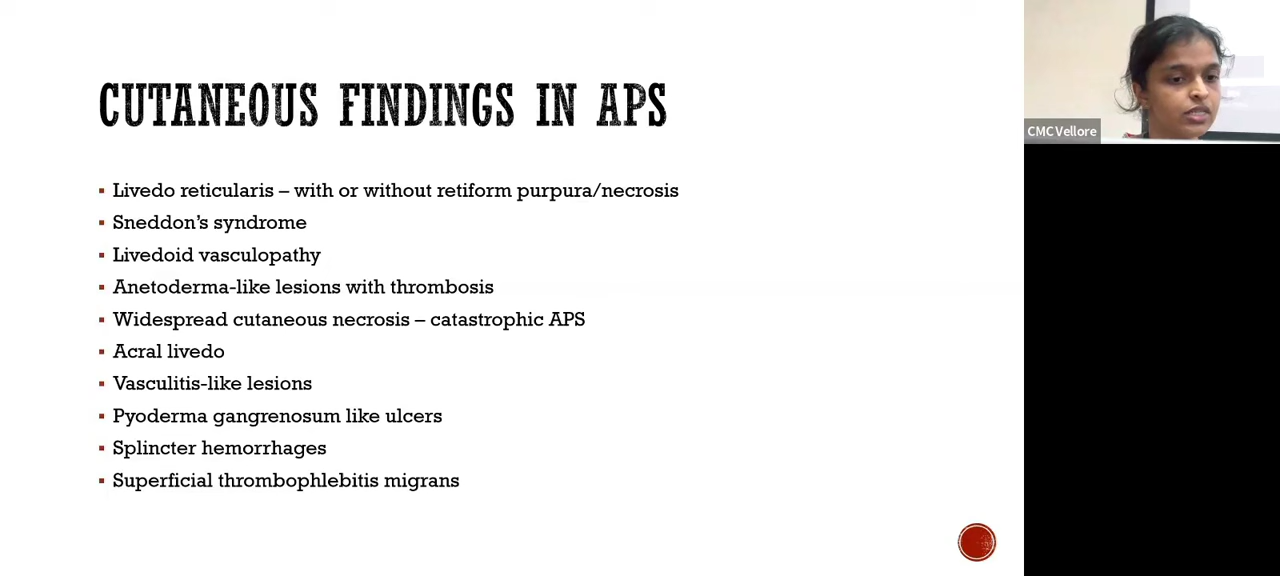 CUTANEOUS FINDINGS IN APS
Livedo reticularis – with or without retiform purpura/necrosis
Sneddon's syndrome
Livedoid vasculopathy
Anetoderma-like lesions with thrombosis
Widespread cutaneous necrosis – catastrophic APS
Acral livedo
Vasculitis-like lesions
Pyoderma gangrenosum like ulcers
Splincter hemorrhages
Superficial thrombophlebitis migrans
CMC Vellore